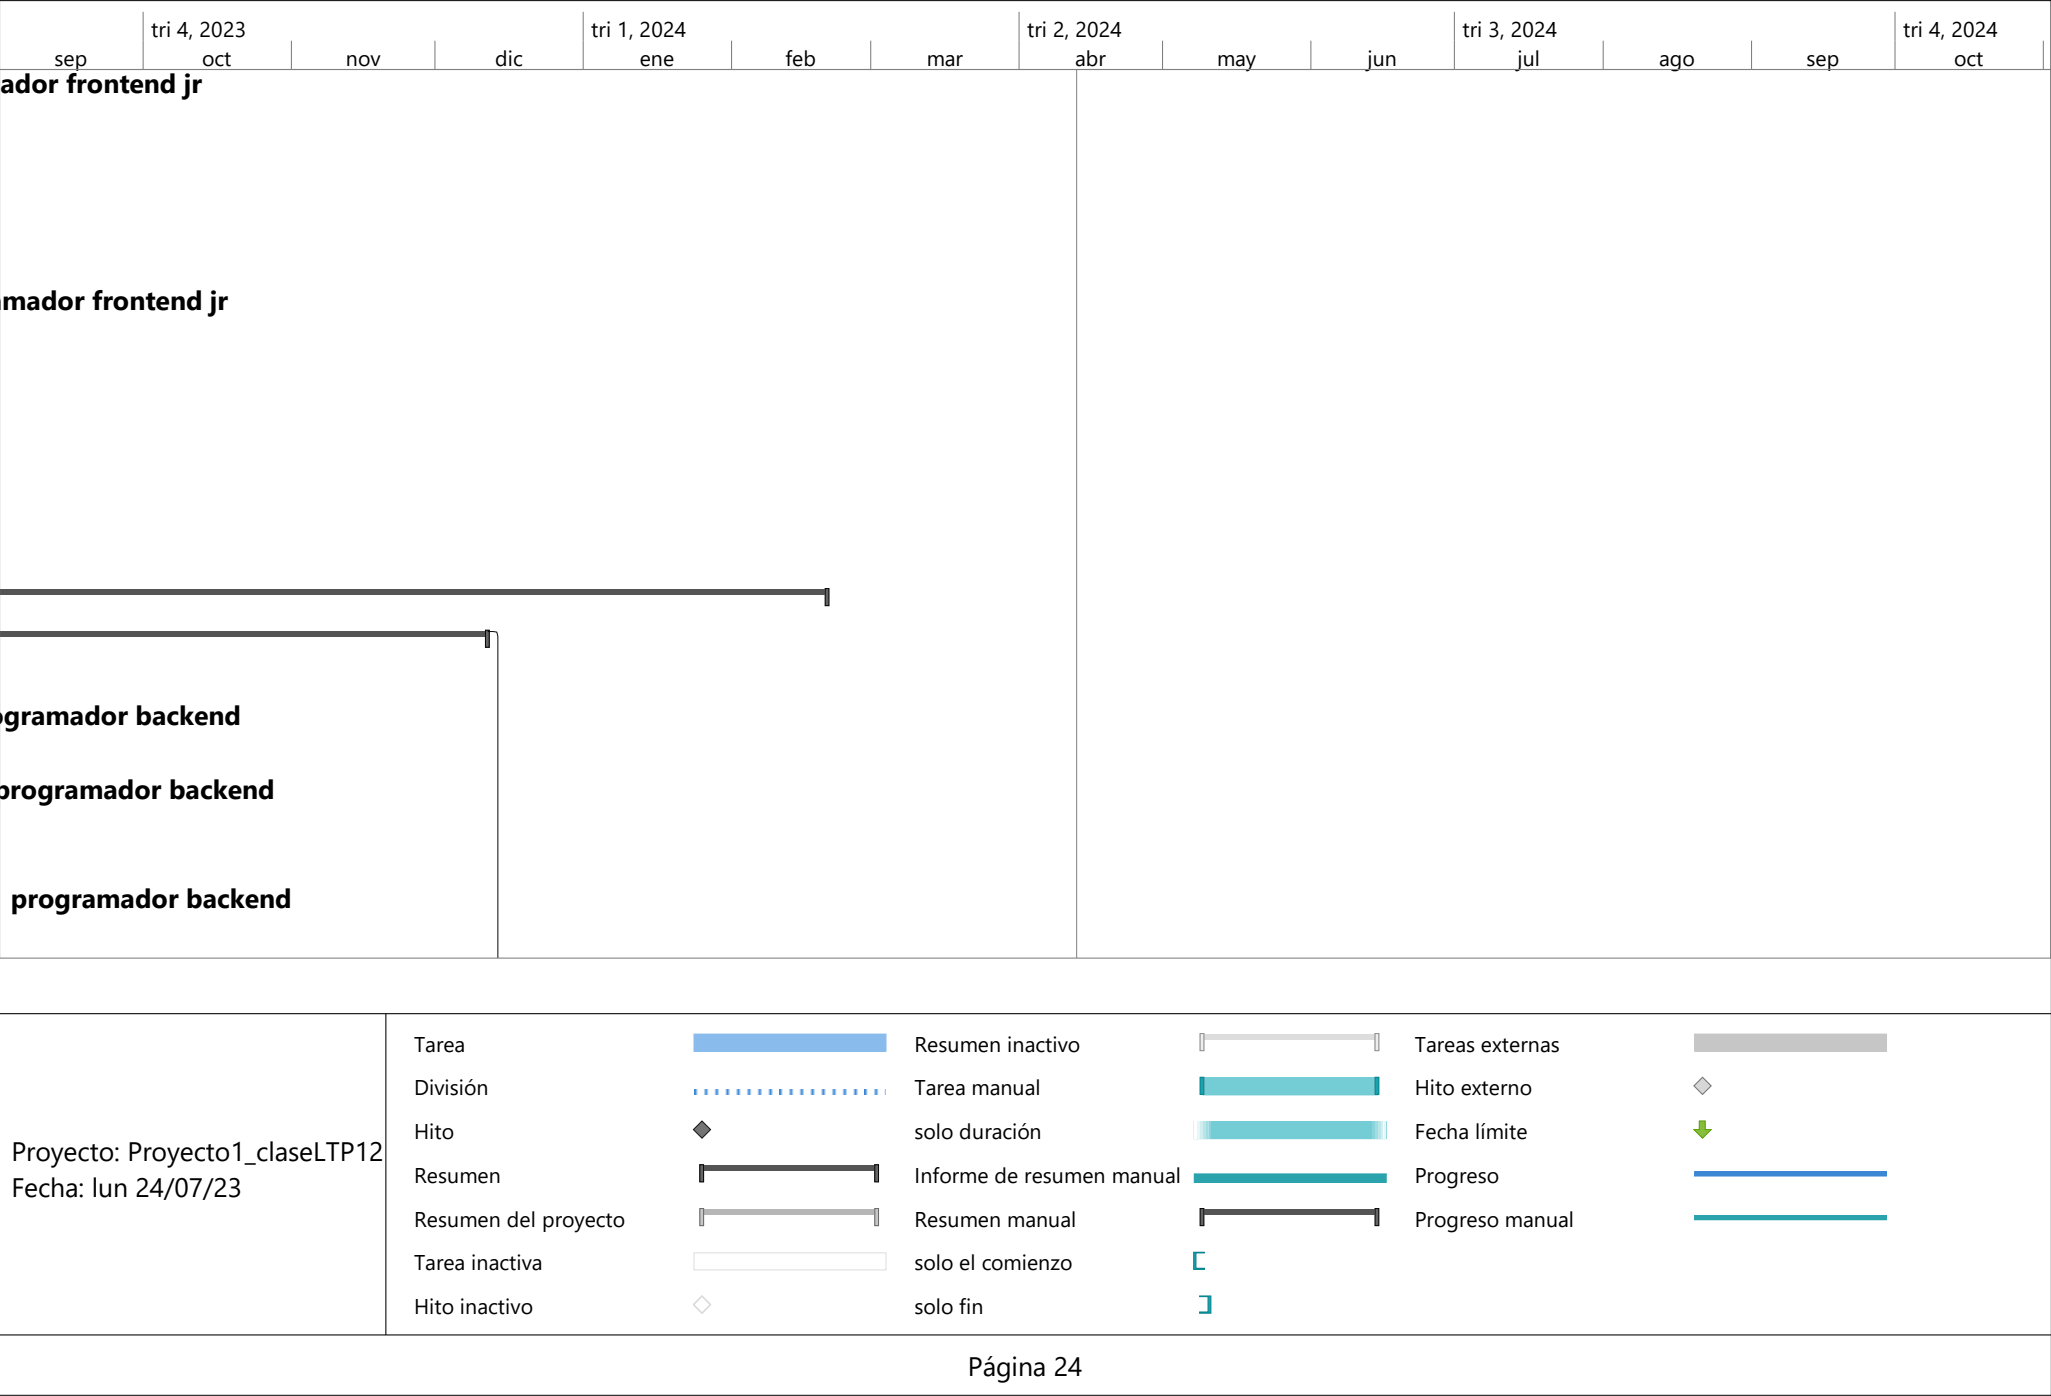 tri 4, 2023 tri 1, 2024 tri 2, 2024 tri 3, 2024 tri 4, 2024
sep oct nov dic ene feb mar abr may jun jul ago sep oct
ador frontend jr
mador frontend jr
ogramador backend
programador backend
programador backend
Proyecto: Proyecto1_claseLTP12
Fecha: lun 24/07/23
Tarea
División
Hito
Resumen
Resumen del proyecto
Tarea inactiva
Hito inactivo
Resumen inactivo
Tarea manual
solo duración
Informe de resumen manual
Resumen manual
solo el comienzo
solo fin
Tareas externas
Hito externo
Fecha límite
Progreso
Progreso manual
Página 24